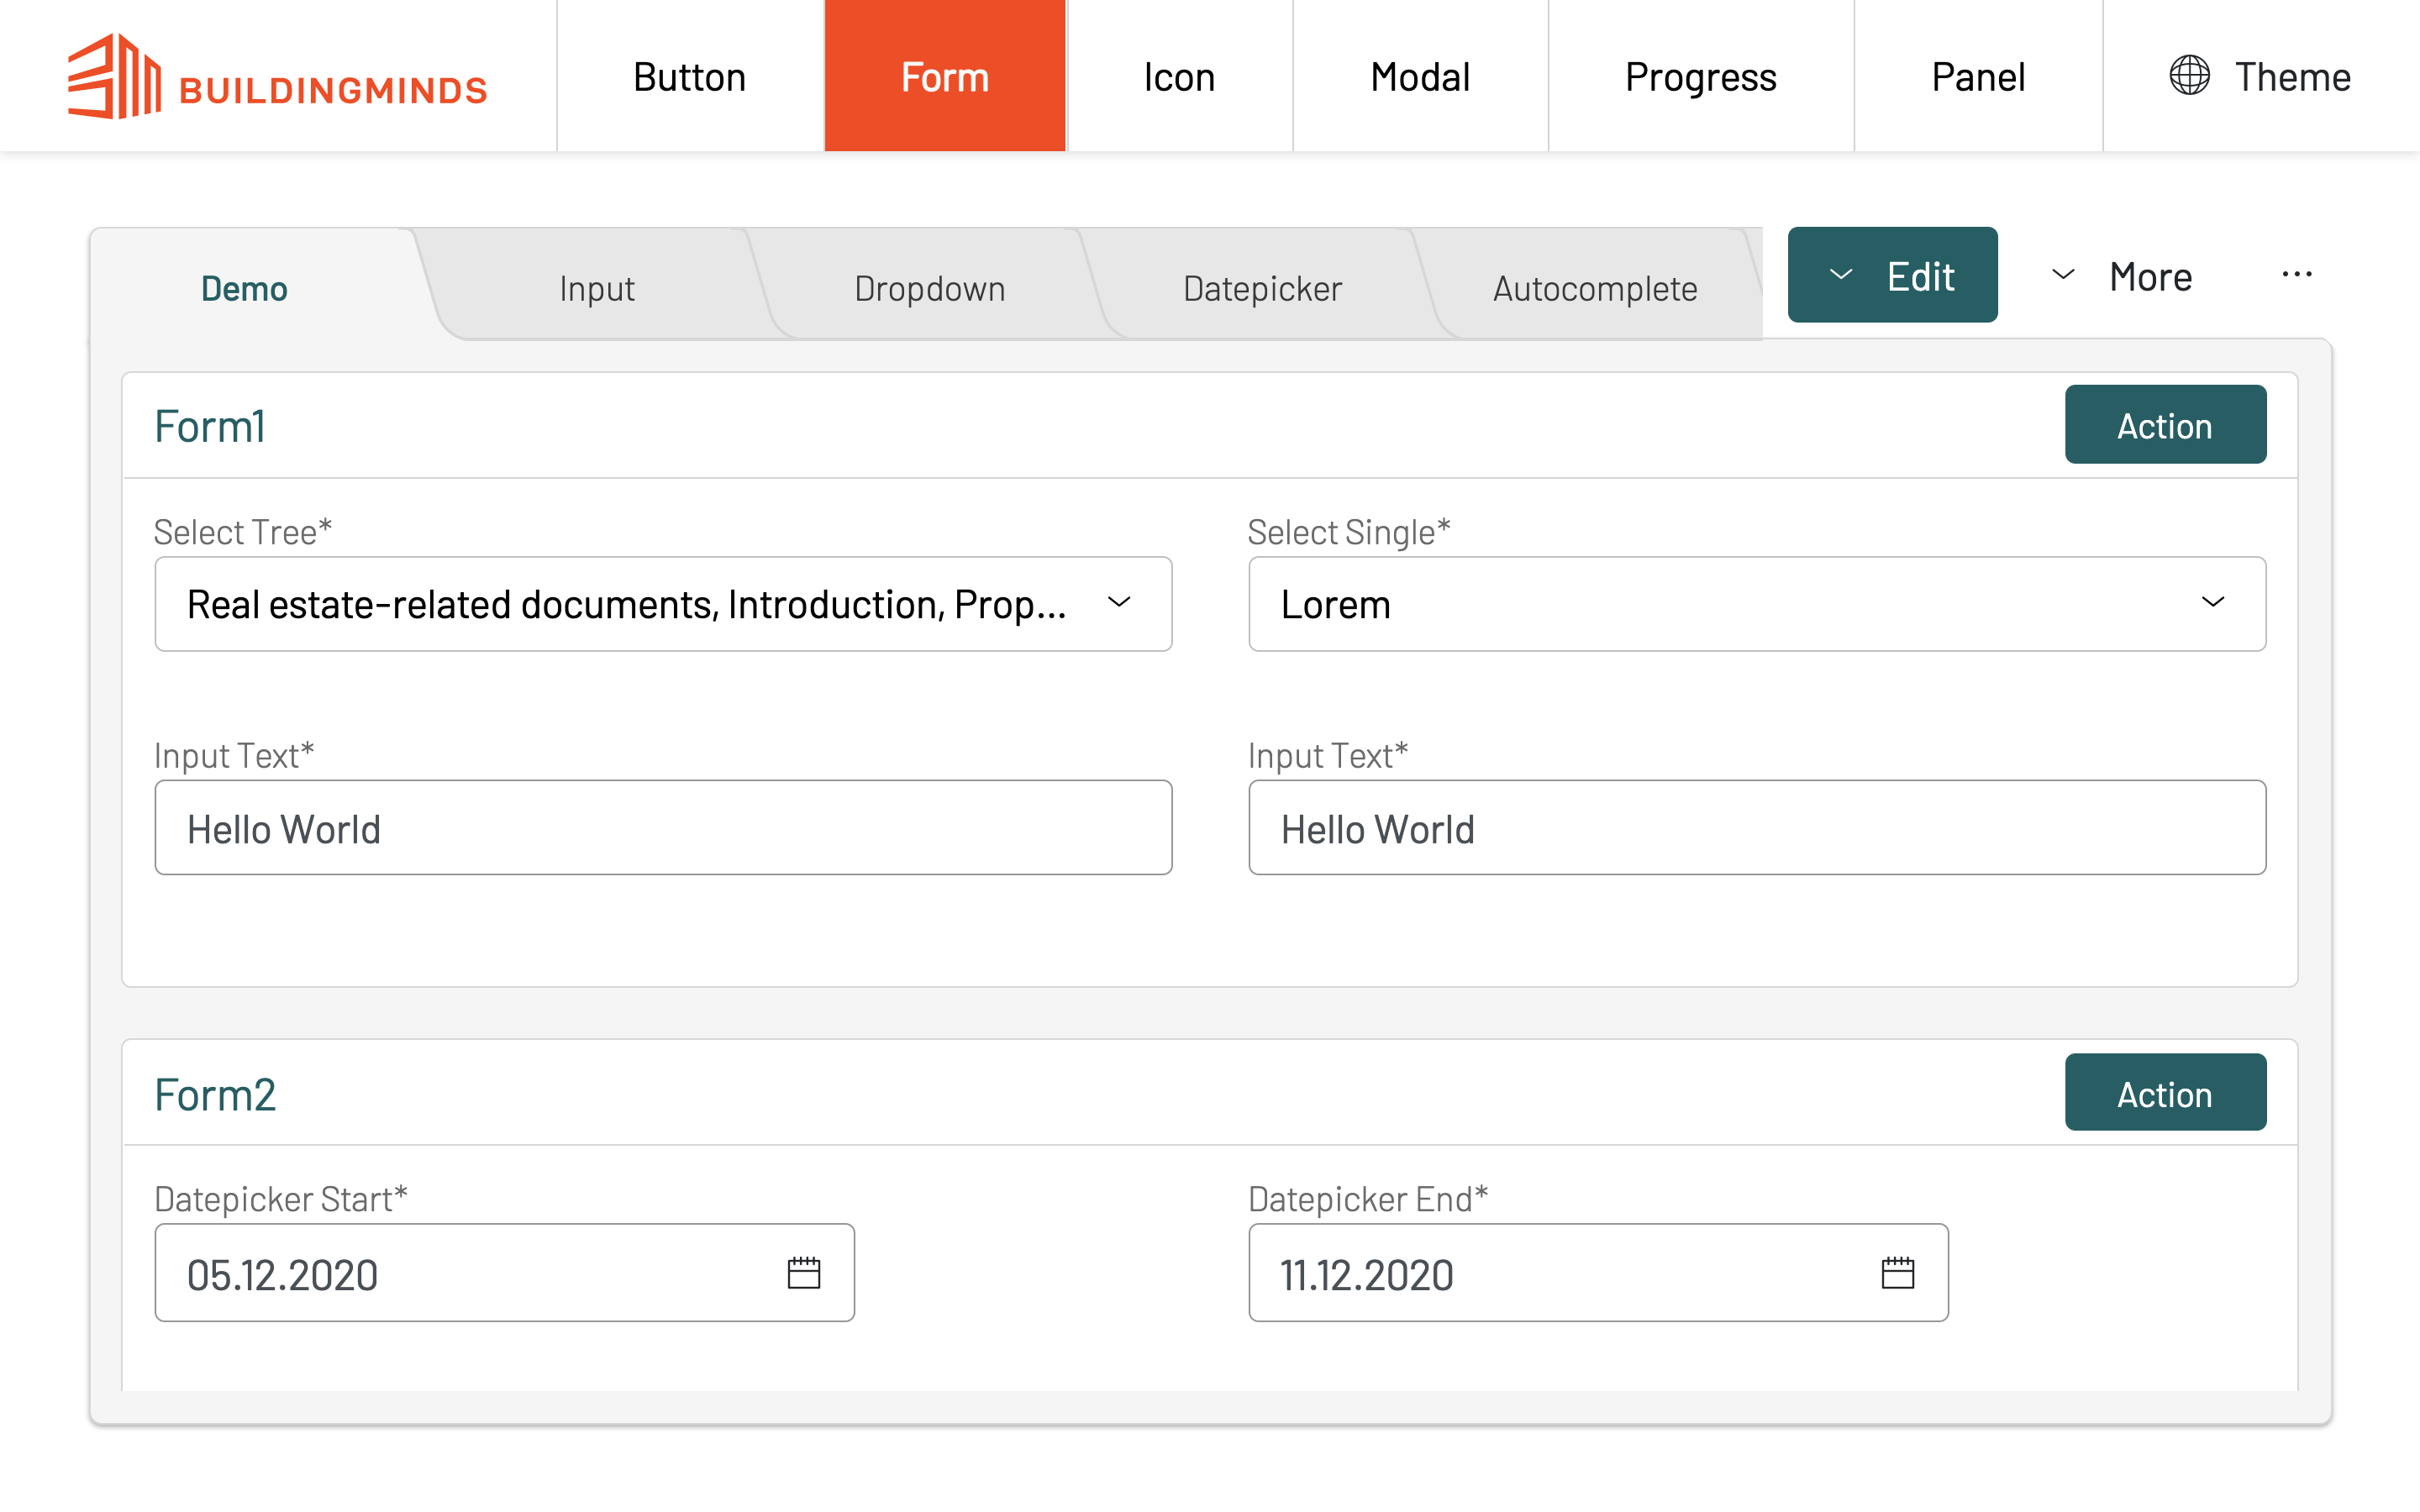 BUILDINGMINDS
Button
Form
Icon
Modal
Progress
Panel
Theme
Demo
Input
Dropdown
Datepicker
Autocomplete
Edit
More
Form1
Action
Select Tree*
Select Single*
Real estate-related documents, Introduction, Prop...
Lorem
Input Text*
Input Text*
Hello World
Hello World
Form2
Action
Datepicker Start*
Datepicker End*
05.12.2020
11.12.2020